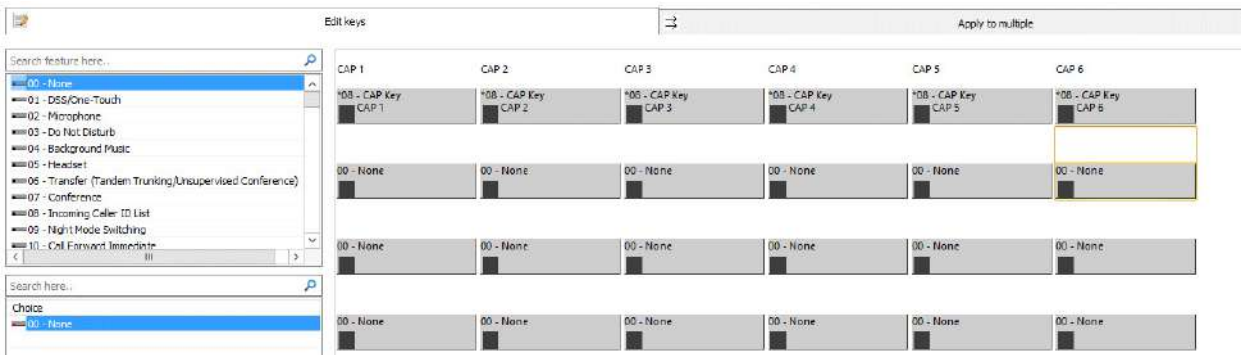 Edit keys
Apply to multiple
Search feature here..
00 - None
01 - DSS/One-Touch
02 - Microphone
03 - Do Not Disturb
04 - Background Music
05 - Headset
06 - Transfer (Tandem Trunking/Unsupervised Conference)
07 - Conference
08 - Incoming Caller ID List
09 - Night Mode Switching
10 - Call Forward Immediate
Search here..
Choice
00 - None
CAP 1 CAP 2 CAP 3 CAP 4 CAP 5 CAP 6
*08 - CAP Key *08 - CAP Key *08 - CAP Key *08 - CAP Key *08 - CAP Key *08 - CAP Key
CAP 1 CAP 2 CAP 3 CAP 4 CAP 5 CAP 6
00 - None 00 - None 00 - None 00 - None 00 - None 00 - None
00 - None 00 - None 00 - None 00 - None 00 - None 00 - None
00 - None 00 - None 00 - None 00 - None 00 - None 00 - None